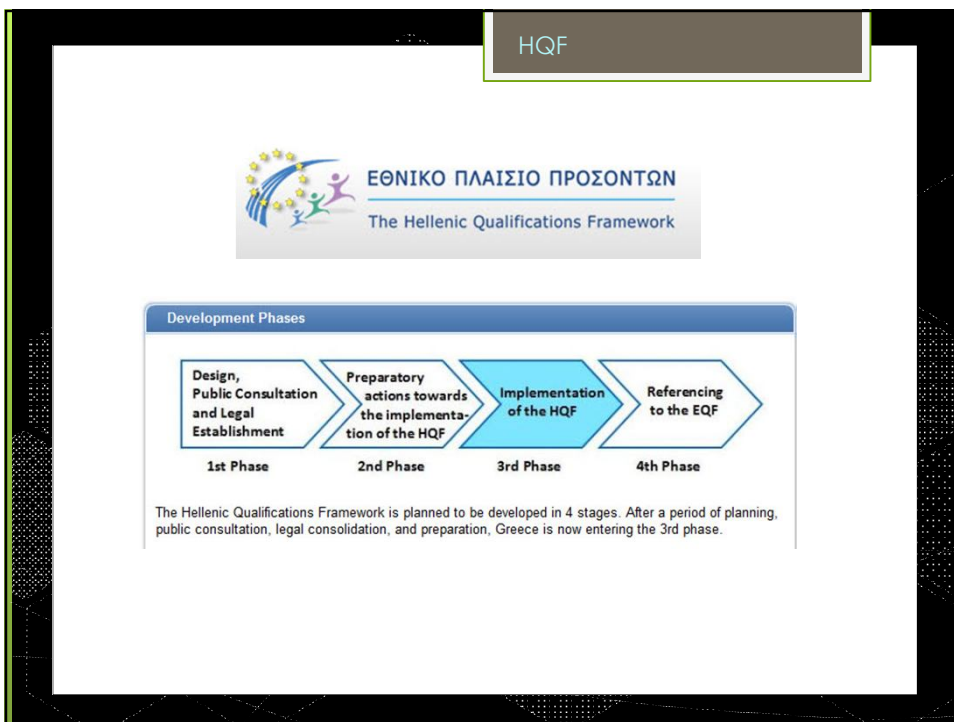 HQF
ΕΘΝΙΚΟ ΠΛΑΙΣΙΟ ΠΡΟΣΟΝΤΩΝ
The Hellenic Qualifications Framework
Development Phases
Design,
Public Consultation
and Legal
Establishment
1st Phase
Preparatory
actions towards
the implementa-
tion of the HQF
2nd Phase
Implementation
of the HQF
3rd Phase
Referencing
to the EQF
4th Phase
The Hellenic Qualifications Framework is planned to be developed in 4 stages. After a period of planning,
public consultation, legal consolidation, and preparation, Greece is now entering the 3rd phase.